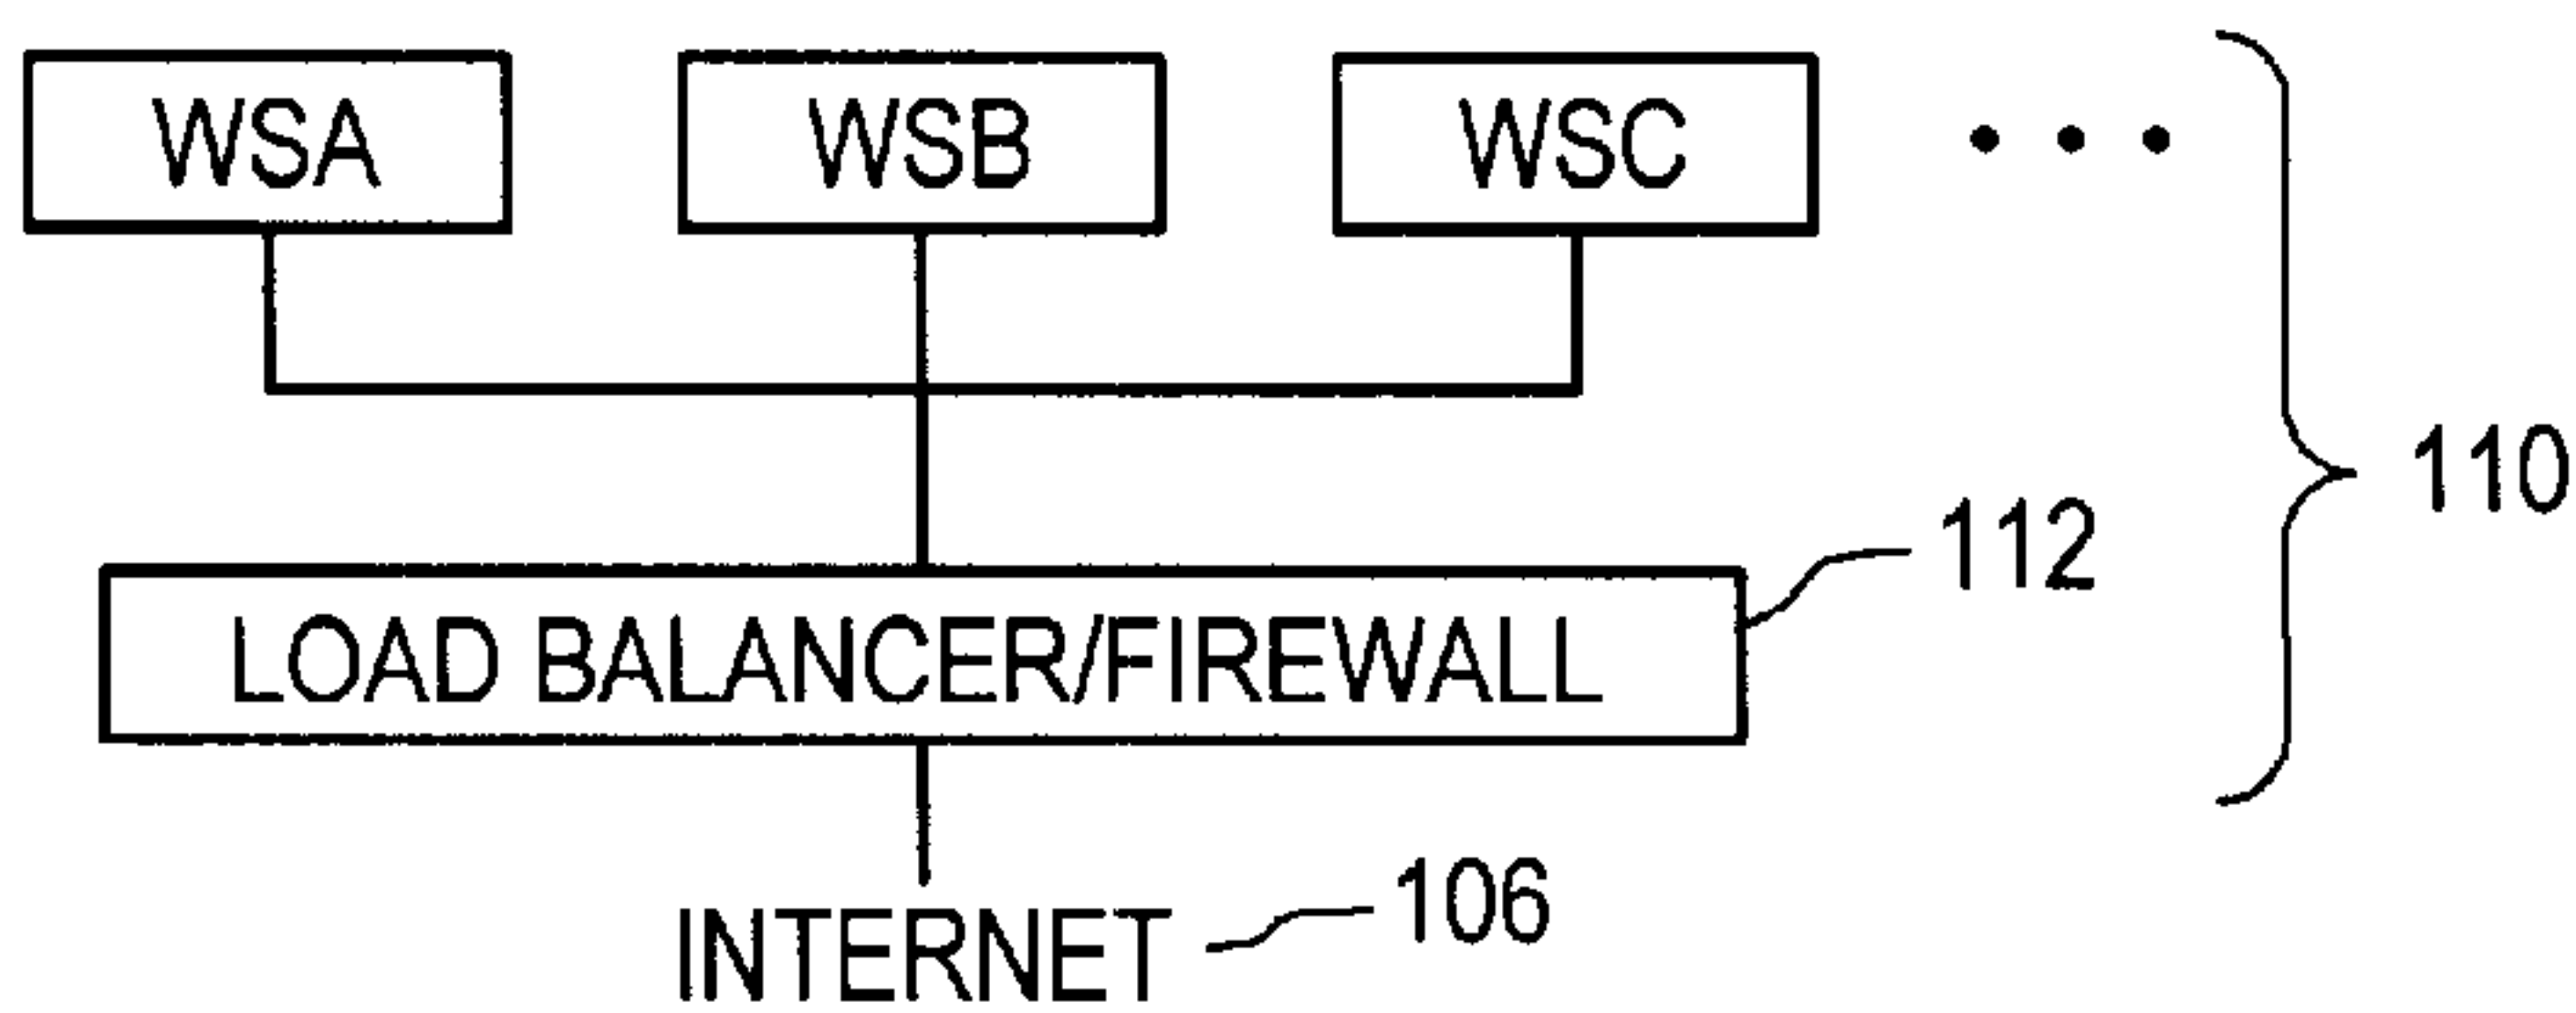 WSA WSB WSC
110
112
LOAD BALANCER/FIREWALL
106
INTERNET